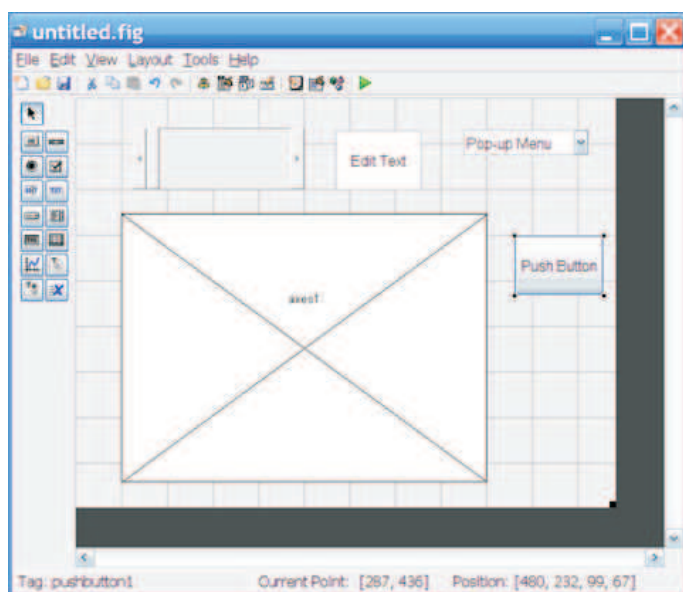 untitled.fig
File Edit View Layout Tools Help
Pop-up Menu
Edit Text
Push Button
axes1
Tag: pushbutton1 Current Point: [287, 436] Position: [480, 232, 99, 67]